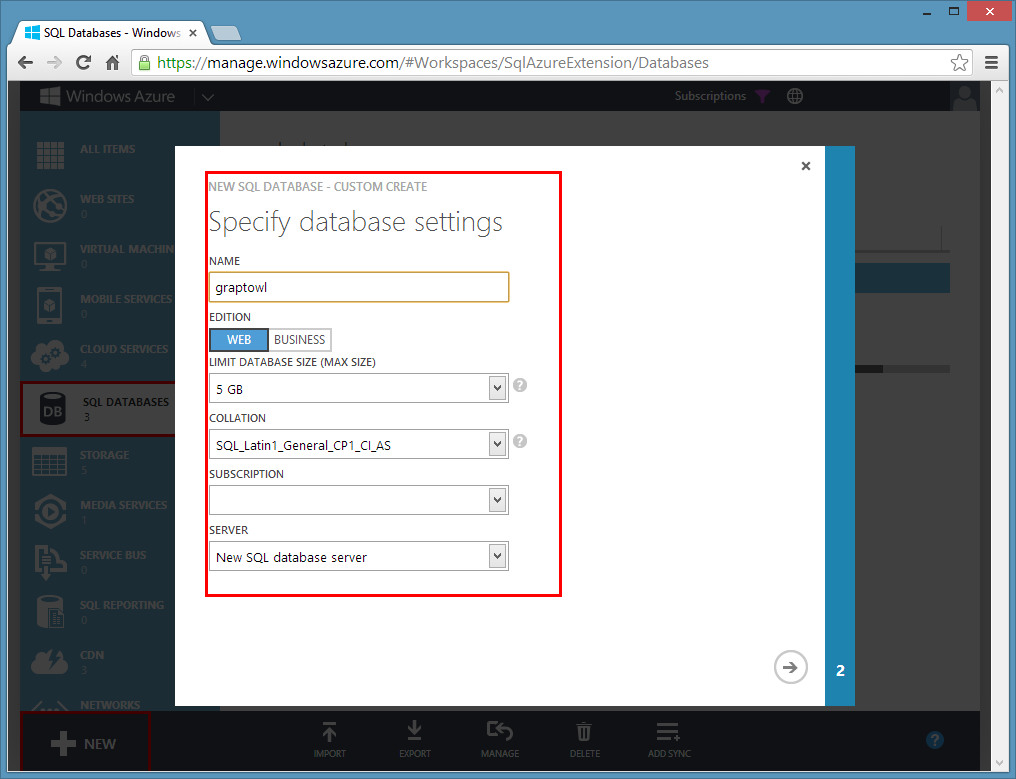 SQL Databases - Windows
https://manage.windowsazure.com/#Workspaces/SqlAzureExtension/Databases
Windows Azure
Subscriptions
ALL ITEMS
WEB SITES
0
VIRTUAL MACHIN
0
MOBILE SERVICES
0
CLOUD SERVICES
4
DB
SQL DATABASES
3
STORAGE
5
MEDIA SERVICES
1
SERVICE BUS
0
SQL REPORTING
0
CDN
3
NETWORKS
NEW SQL DATABASE - CUSTOM CREATE
Specify database settings
NAME
graptowl
EDITION
WEB BUSINESS
LIMIT DATABASE SIZE (MAX SIZE)
5 GB
?
COLLATION
SQL_Latin1_General_CP1_CI_AS
?
SUBSCRIPTION
SERVER
New SQL database server
2
NEW
IMPORT
EXPORT
MANAGE
DELETE
ADD SYNC
?